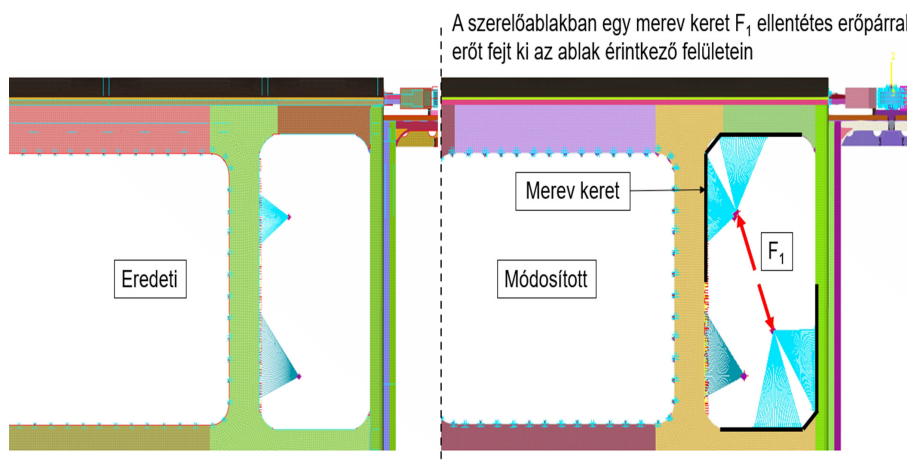 A szerelőablakban egy merev keret F₁ ellentétes erőpárral
erőt fejt ki az ablak érintkező felületein
Merev keret
F₁
Eredeti
Módosított